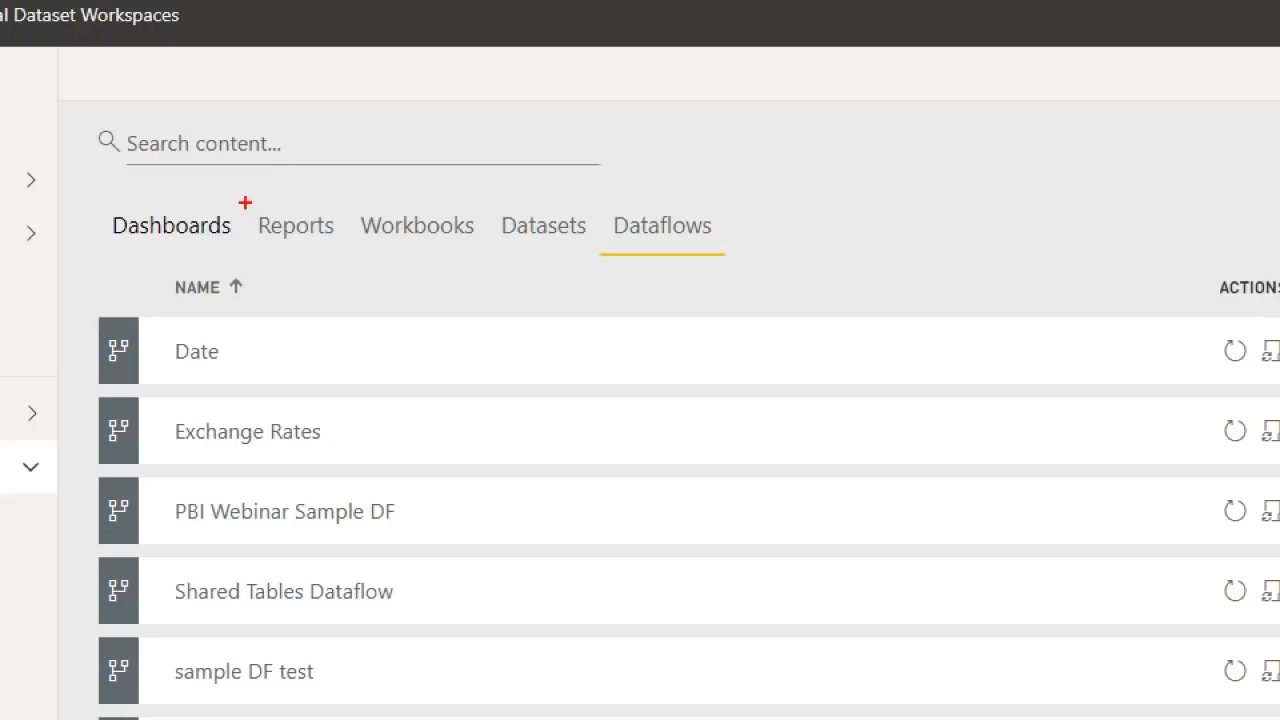 al Dataset Workspaces
Search content...
Dashboards Reports Workbooks Datasets Dataflows
NAME ACTIONS
Date
Exchange Rates
PBI Webinar Sample DF
Shared Tables Dataflow
sample DF test